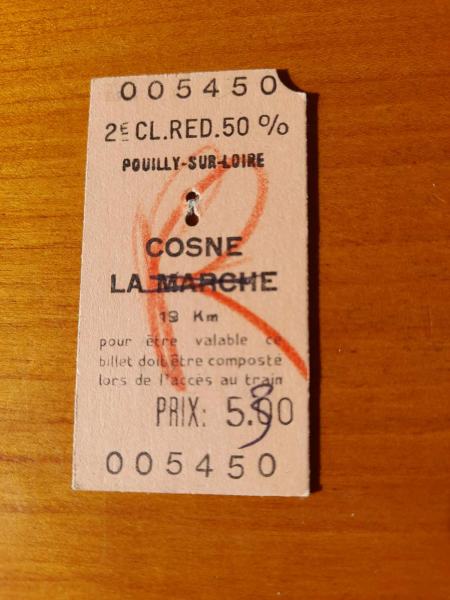 005450
2E CL.RED.50 %
POUILLY-SUR-LOIRE
R
COSNE
LA MARCHE
19 Km
pour être valable ce
billet doit être composté
lors de l'accès au train
PRIX: 5.90
005450